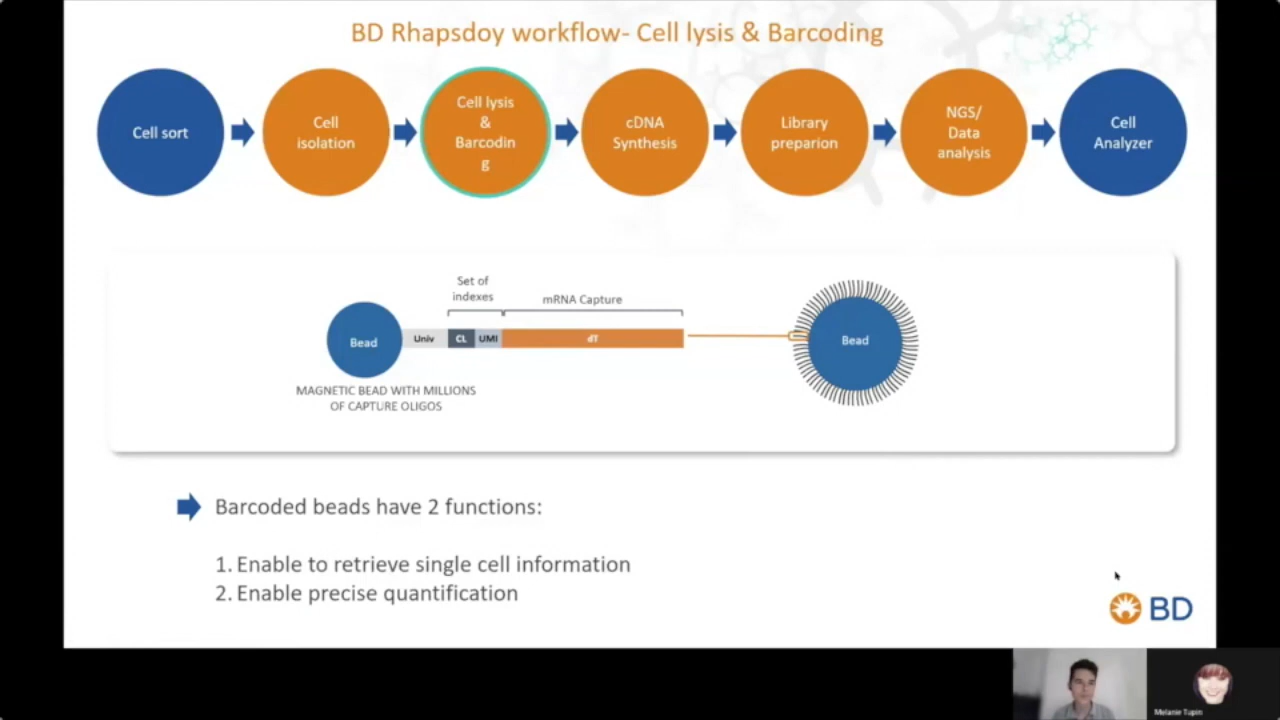 BD Rhapsdoy workflow- Cell lysis & Barcoding
Cell sort
Cell
isolation
Cell lysis
&
Barcodin
g
cDNA
Synthesis
Library
preparion
NGS/
Data
analysis
Cell
Analyzer
Set of
indexes
mRNA Capture
Bead
Univ
CL
UMI
dT
Bead
MAGNETIC BEAD WITH MILLIONS
OF CAPTURE OLIGOS
Barcoded beads have 2 functions:
1. Enable to retrieve single cell information
2. Enable precise quantification
BD
Melanie Tupin